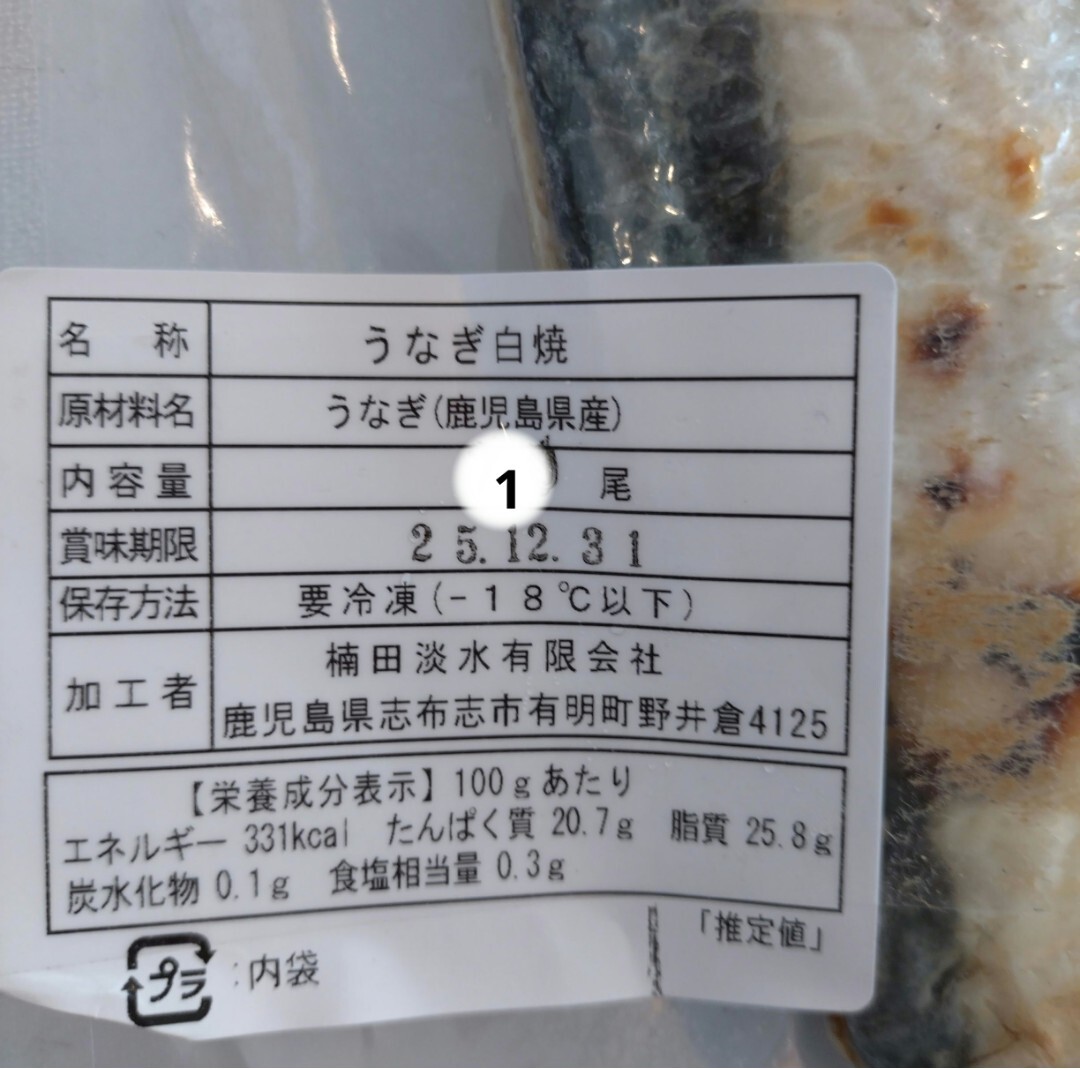 名称 うなぎ白焼
原材料名 うなぎ(鹿児島県産)
内容量 1 尾
賞味期限 25.12.31
保存方法 要冷凍(-18℃以下)
加工者 楠田淡水有限会社
鹿児島県志布志市有明町野井倉4125
【栄養成分表示】100gあたり
エネルギー 331kcal たんぱく質 20.7g 脂質 25.8g
炭水化物 0.1g 食塩相当量 0.3g
「推定値」
プラ :内袋